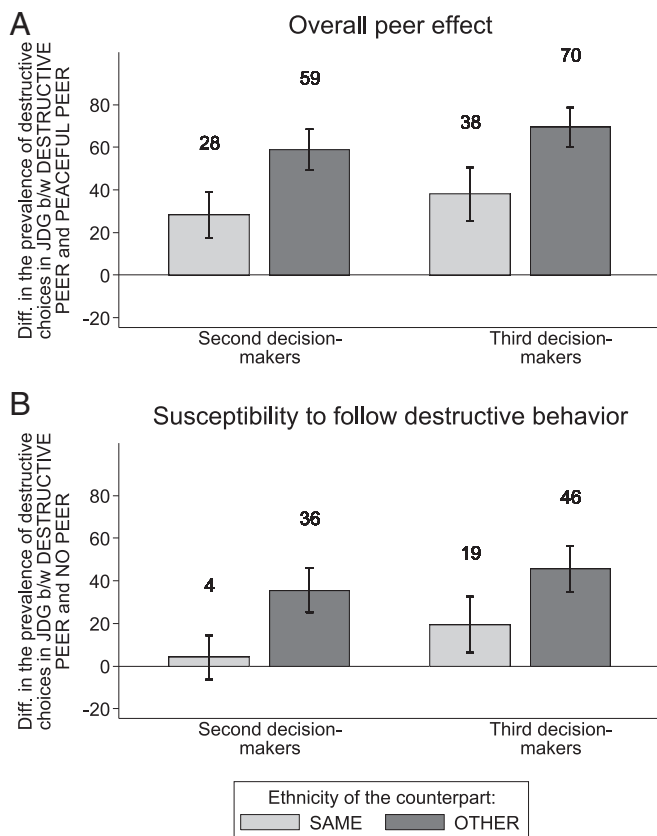 A
Overall peer effect
Diff. in the prevalence of destructive
choices in JDG b/w DESTRUCTIVE
PEER and PEACEFUL PEER
80
60
40
20
0
-20
28
59
38
70
Second decision-
makers
Third decision-
makers
B
Susceptibility to follow destructive behavior
Diff. in the prevalence of destructive
choices in JDG b/w DESTRUCTIVE
PEER and NO PEER
80
60
40
20
0
-20
4
36
19
46
Second decision-
makers
Third decision-
makers
Ethnicity of the counterpart:
SAME OTHER